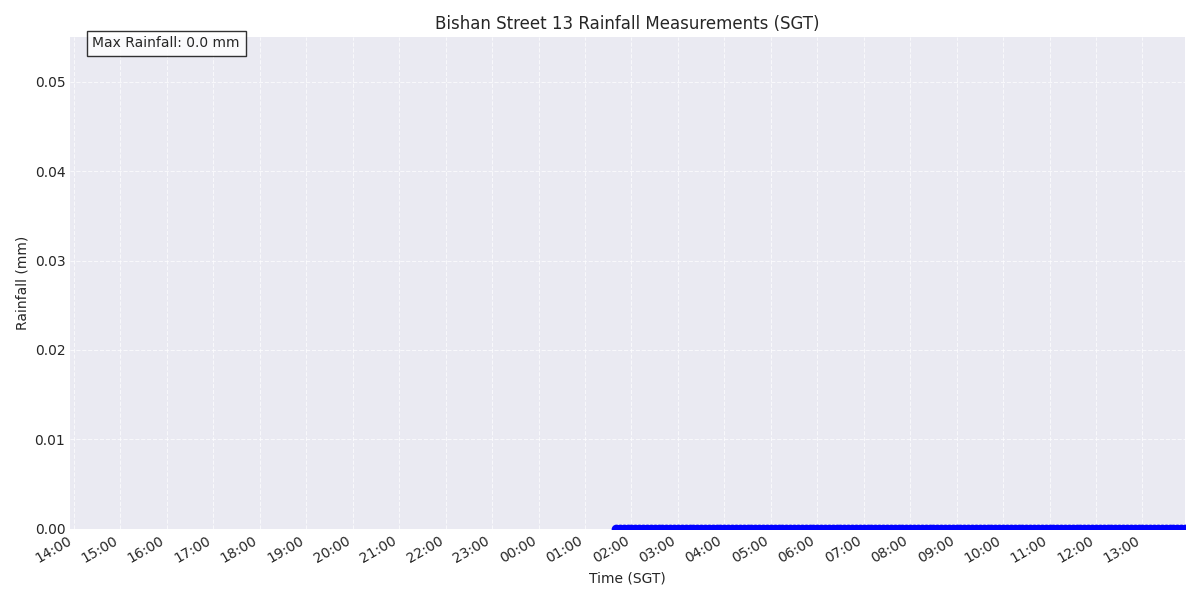 Bishan Street 13 Rainfall Measurements (SGT)
Max Rainfall: 0.0 mm
0.05
0.04
0.03
0.02
0.01
0.00
Rainfall (mm)
14:00 15:00 16:00 17:00 18:00 19:00 20:00 21:00 22:00 23:00 00:00 01:00 02:00 03:00 04:00 05:00 06:00 07:00 08:00 09:00 10:00 11:00 12:00 13:00
Time (SGT)